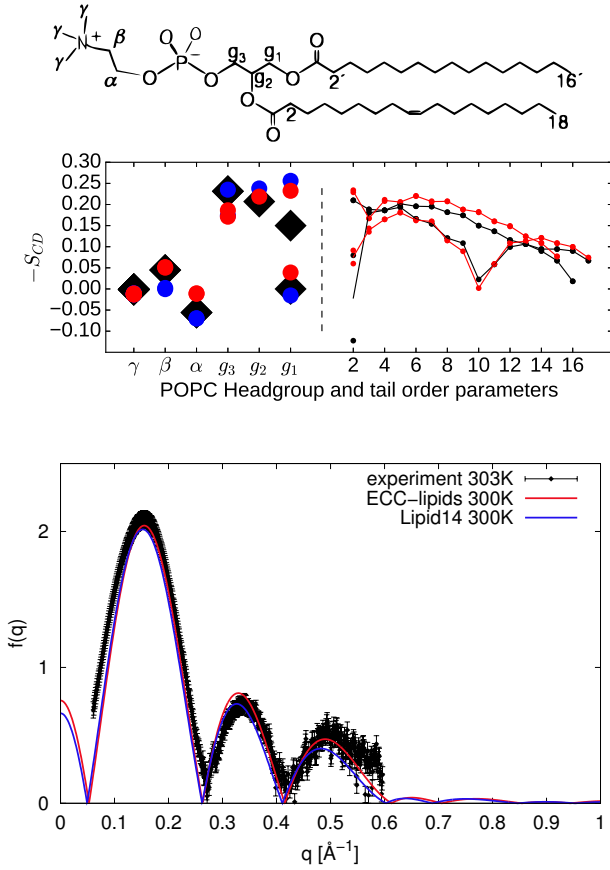 γ
γ
γ
N
+
β
α
O
O
O
P
−
O
g₃
g₂
g₁
O
O
2´
16´
O
O
2
18
0.30
0.25
0.20
0.15
0.10
0.05
0.00
−0.05
−0.10
−S_CD
γ β α g₃ g₂ g₁ 2 4 6 8 10 12 14 16
POPC Headgroup and tail order parameters
experiment 303K
ECC−lipids 300K
Lipid14 300K
2
1
0
f(q)
0 0.1 0.2 0.3 0.4 0.5 0.6 0.7 0.8 0.9 1
q [Å⁻¹]